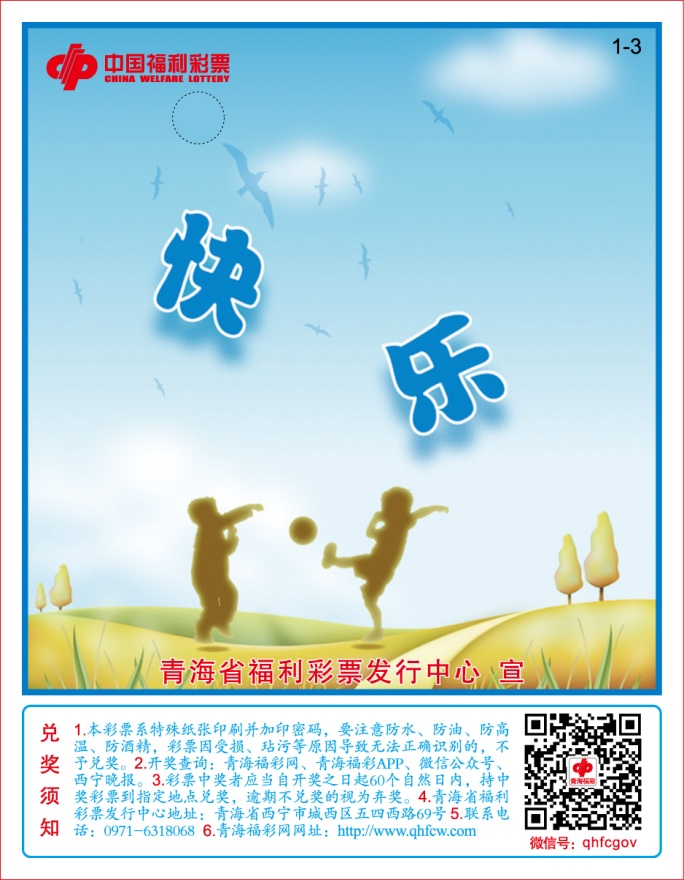 1-3
中国福利彩票
CHINA WELFARE LOTTERY
快
乐
青海省福利彩票发行中心 宣
兑奖须知
1.本彩票系特殊纸张印刷并加印密码，要注意防水、防油、防高
温、防酒精，彩票因受损、玷污等原因导致无法正确识别的，不
予兑奖。2.开奖查询：青海福彩网、青海福彩APP、微信公众号、
西宁晚报。3.彩票中奖者应当自开奖之日起60个自然日内，持中
奖彩票到指定地点兑奖，逾期不兑奖的视为弃奖。4.青海省福利
彩票发行中心地址：青海省西宁市城西区五四西路69号 5.联系电
话：0971-6318068 6.青海福彩网网址：http://www.qhfcw.com
青海福彩
微信号：qhfcgov